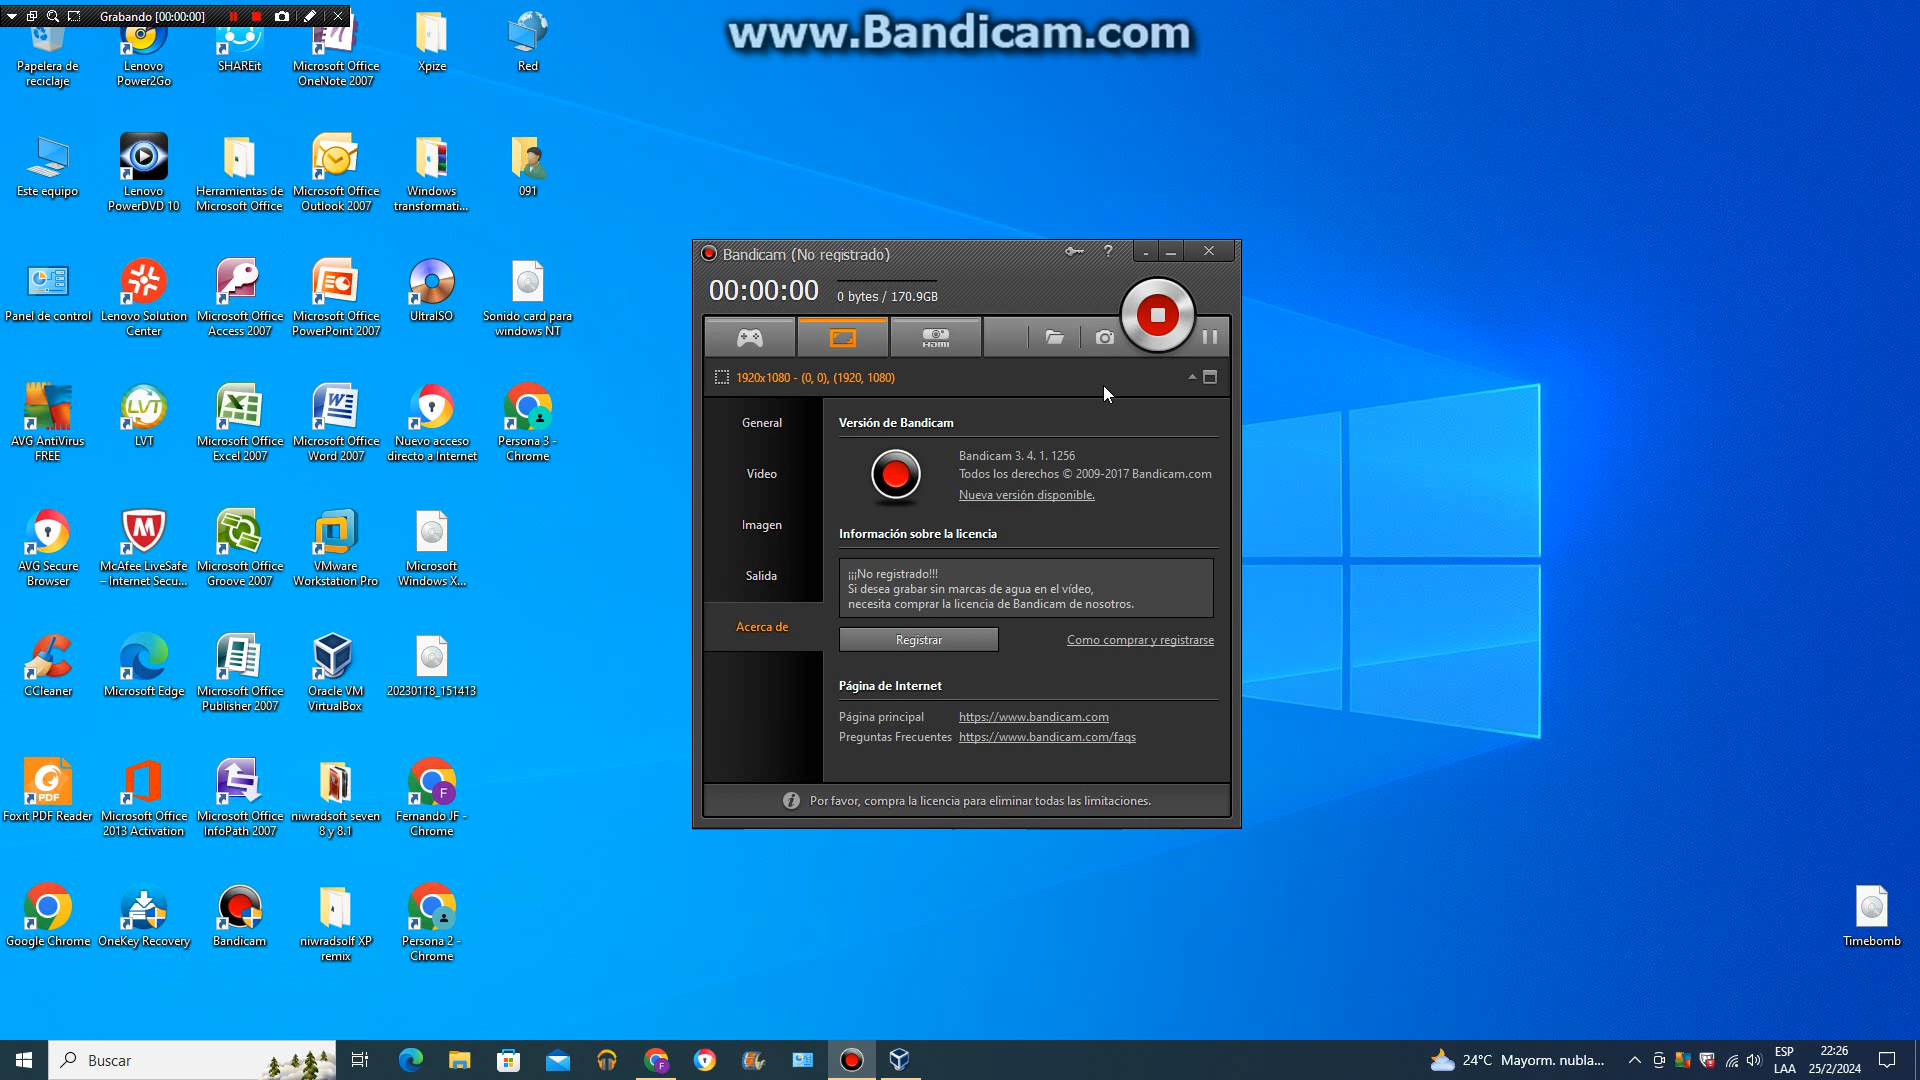 Grabando [00:00:00]
www.Bandicam.com
Papelera de
reciclaje
Lenovo
Power2Go
SHAREit
Microsoft Office
OneNote 2007
Xpize
Red
Este equipo
Lenovo
PowerDVD 10
Herramientas de
Microsoft Office
Microsoft Office
Outlook 2007
Windows
transformati...
091
Panel de control
Lenovo Solution
Center
Microsoft Office
Access 2007
Microsoft Office
PowerPoint 2007
UltraISO
Sonido card para
windows NT
AVG AntiVirus
FREE
LVT
Microsoft Office
Excel 2007
Microsoft Office
Word 2007
Nuevo acceso
directo a Internet
Persona 3 -
Chrome
AVG Secure
Browser
McAfee LiveSafe
– Internet Secu...
Microsoft Office
Groove 2007
VMware
Workstation Pro
Microsoft
Windows X...
CCleaner
Microsoft Edge
Microsoft Office
Publisher 2007
Oracle VM
VirtualBox
20230118_151413
Foxit PDF Reader
Microsoft Office
2013 Activation
Microsoft Office
InfoPath 2007
niwradsoft seven
8 y 8.1
Fernando JF -
Chrome
Google Chrome
OneKey Recovery
Bandicam
niwradsolf XP
remix
Persona 2 -
Chrome
Timebomb
Bandicam (No registrado)
00:00:00
0 bytes / 170.9GB
HDMI
1920x1080 - (0, 0), (1920, 1080)
General
Video
Imagen
Salida
Acerca de
Versión de Bandicam
Bandicam 3. 4. 1. 1256
Todos los derechos © 2009-2017 Bandicam.com
Nueva versión disponible.
Información sobre la licencia
¡¡¡No registrado!!!
Si desea grabar sin marcas de agua en el vídeo,
necesita comprar la licencia de Bandicam de nosotros.
Registrar
Como comprar y registrarse
Página de Internet
Página principal
https://www.bandicam.com
Preguntas Frecuentes
https://www.bandicam.com/faqs
Por favor, compra la licencia para eliminar todas las limitaciones.
Buscar
24°C Mayorm. nubla...
ESP
LAA
22:26
25/2/2024